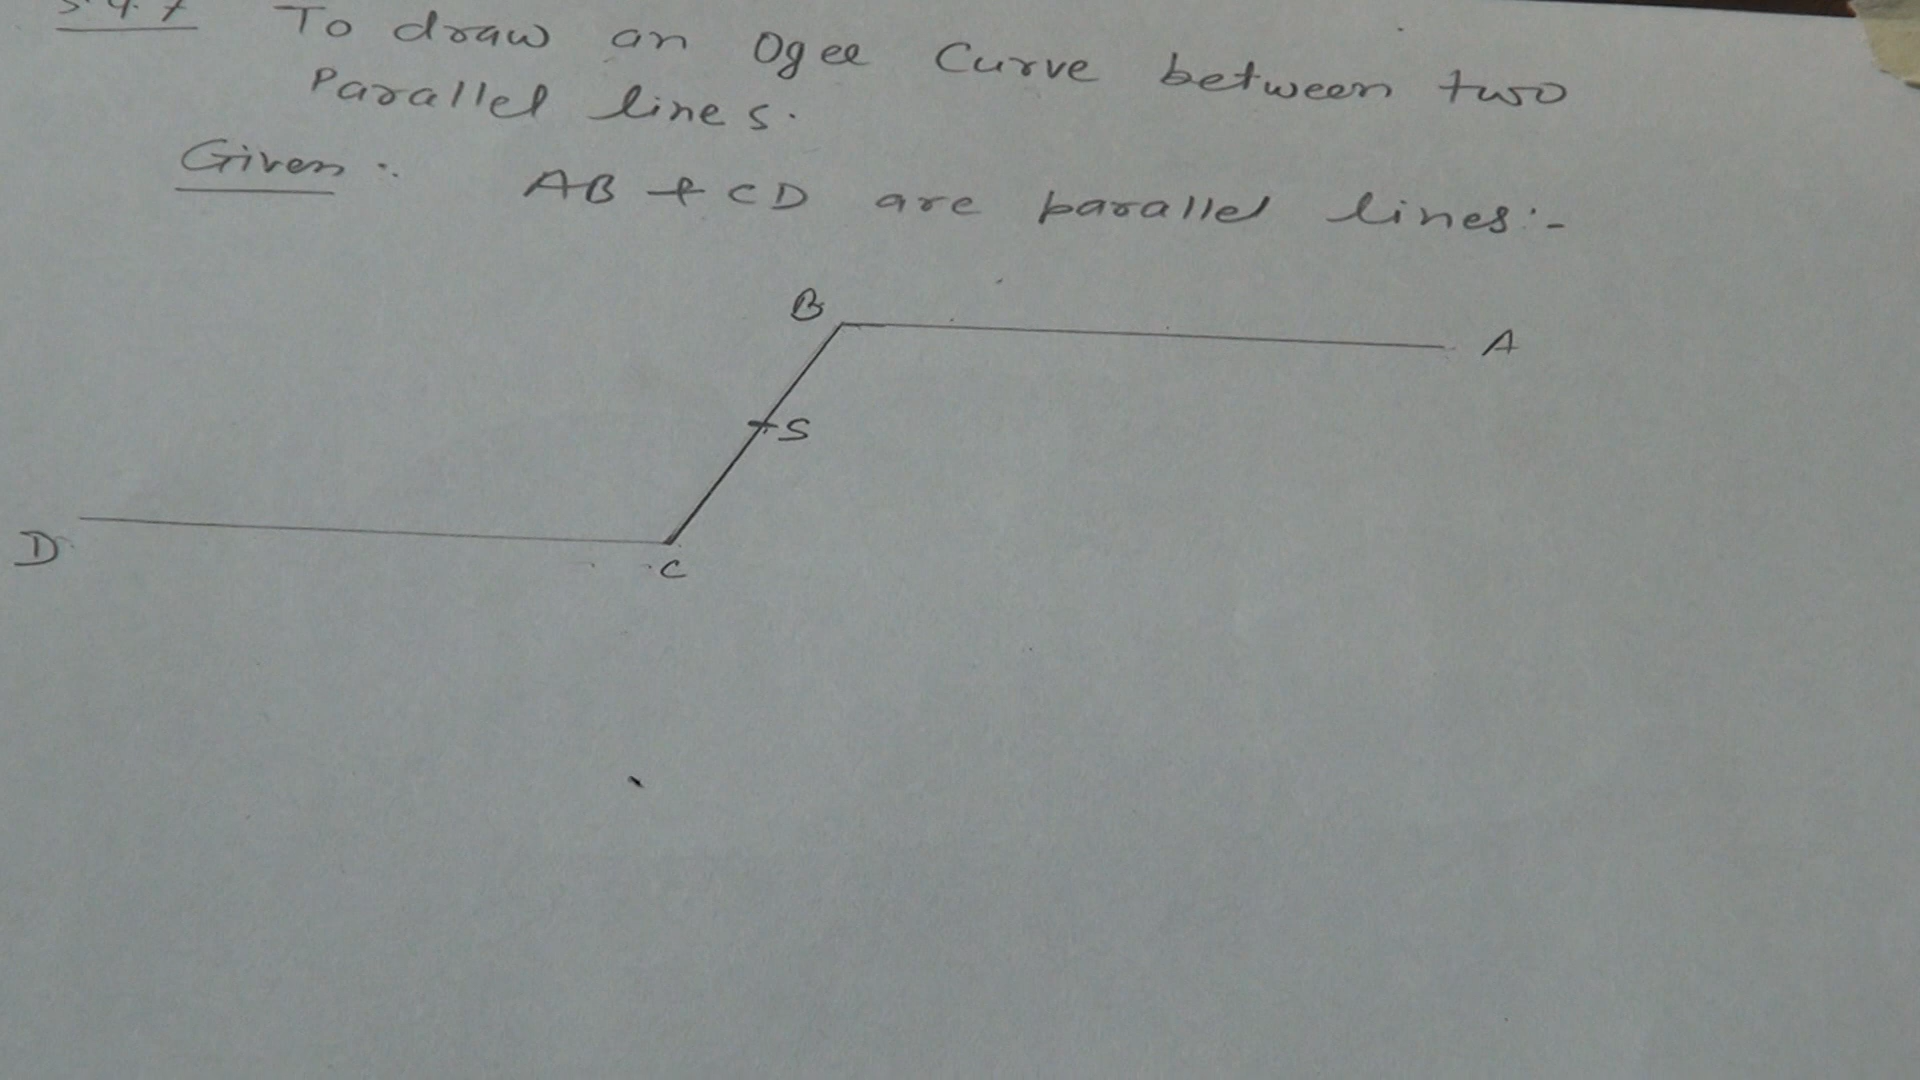 To draw an Ogee Curve between two
Parallel lines.
Given :. AB & CD are parallel lines:-
B
A
S
D
C